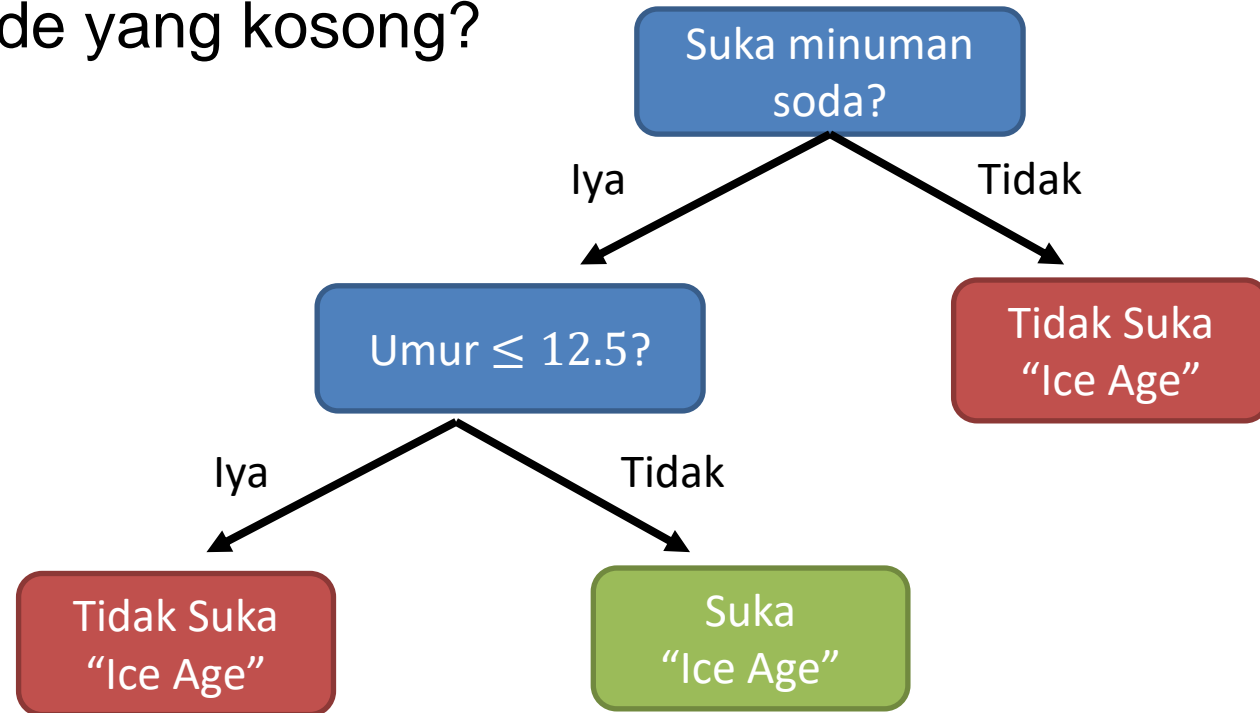 de yang kosong?
Suka minuman
soda?
Iya
Tidak
Umur ≤ 12.5?
Tidak Suka
“Ice Age”
Iya
Tidak
Tidak Suka
“Ice Age”
Suka
“Ice Age”